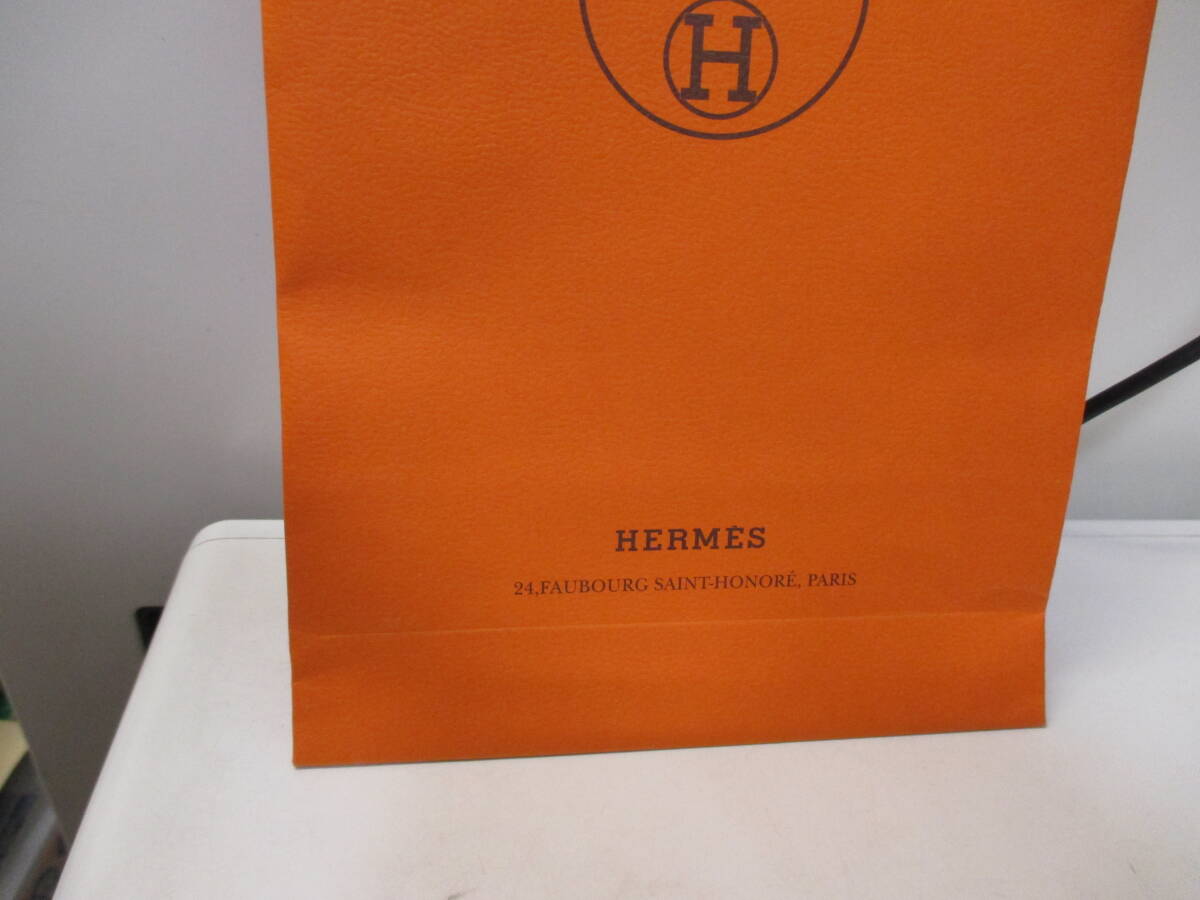 H
HERMÈS
24,FAUBOURG SAINT-HONORÉ, PARIS